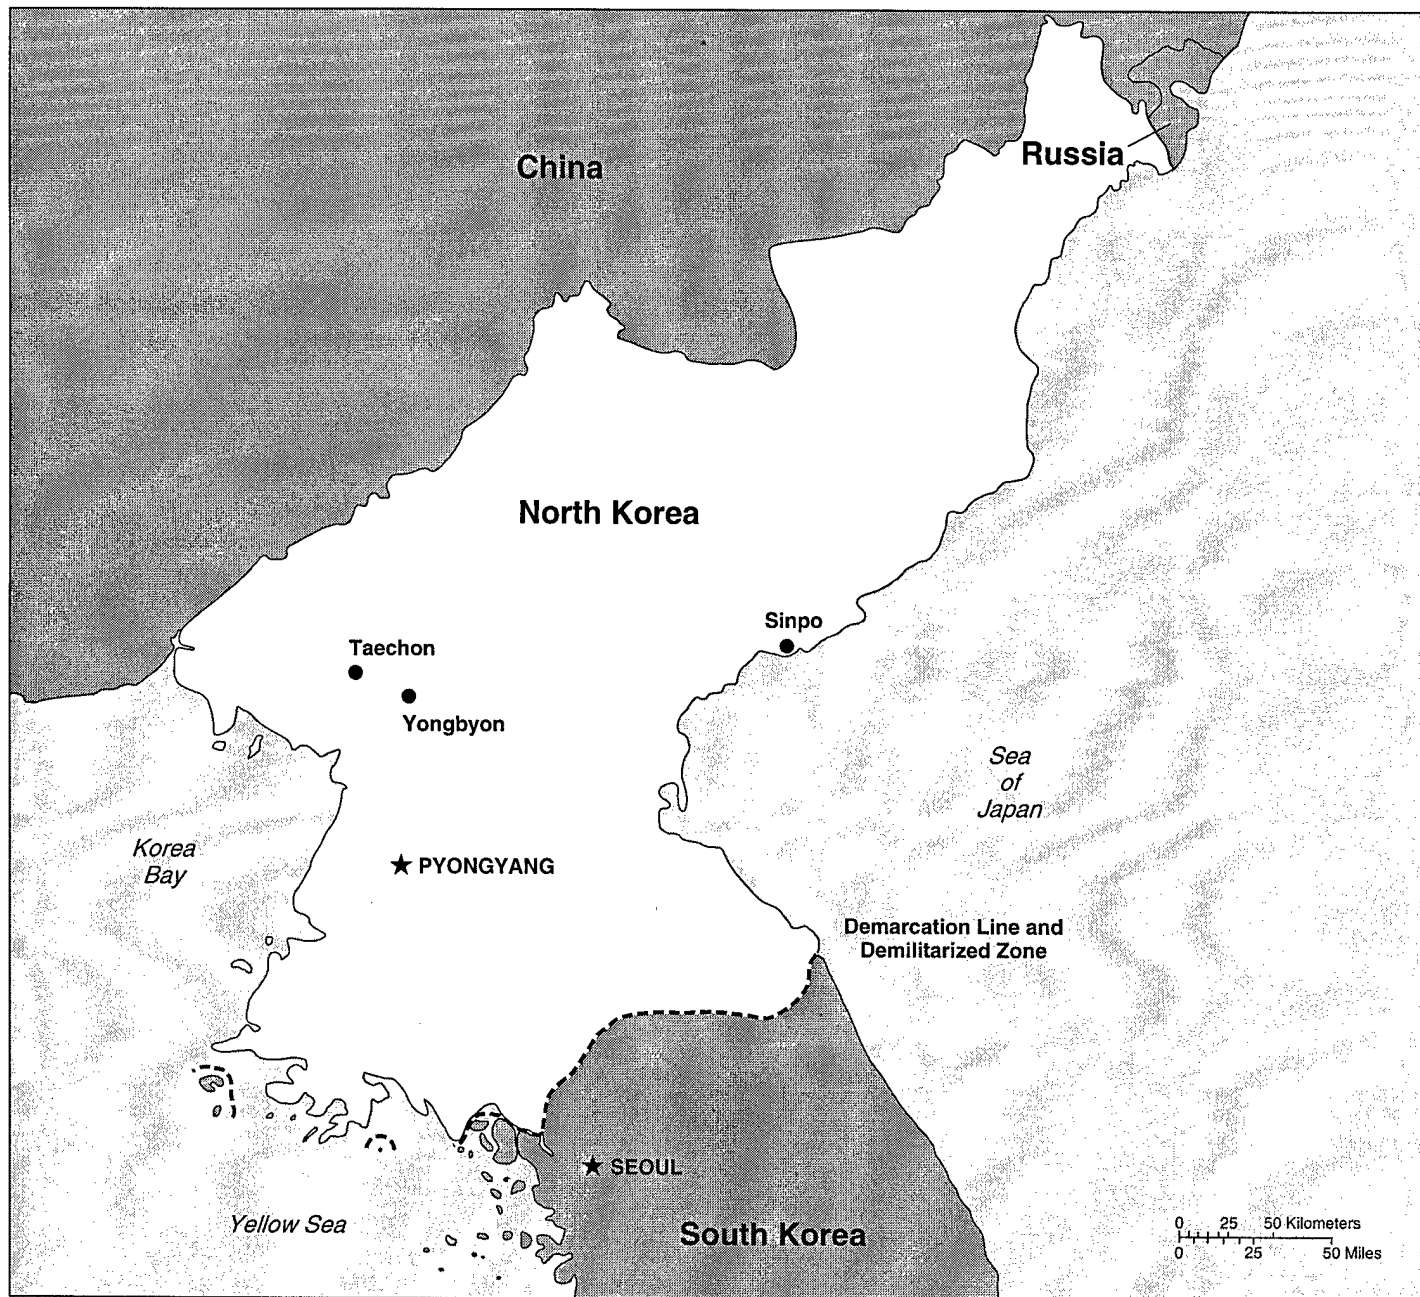 China
Russia
North Korea
Sinpo
Taechon
Yongbyon
Sea
of
Japan
Korea
Bay
PYONGYANG
Demarcation Line and
Demilitarized Zone
SEOUL
Yellow Sea
South Korea
0 25 50 Kilometers
0 25 50 Miles